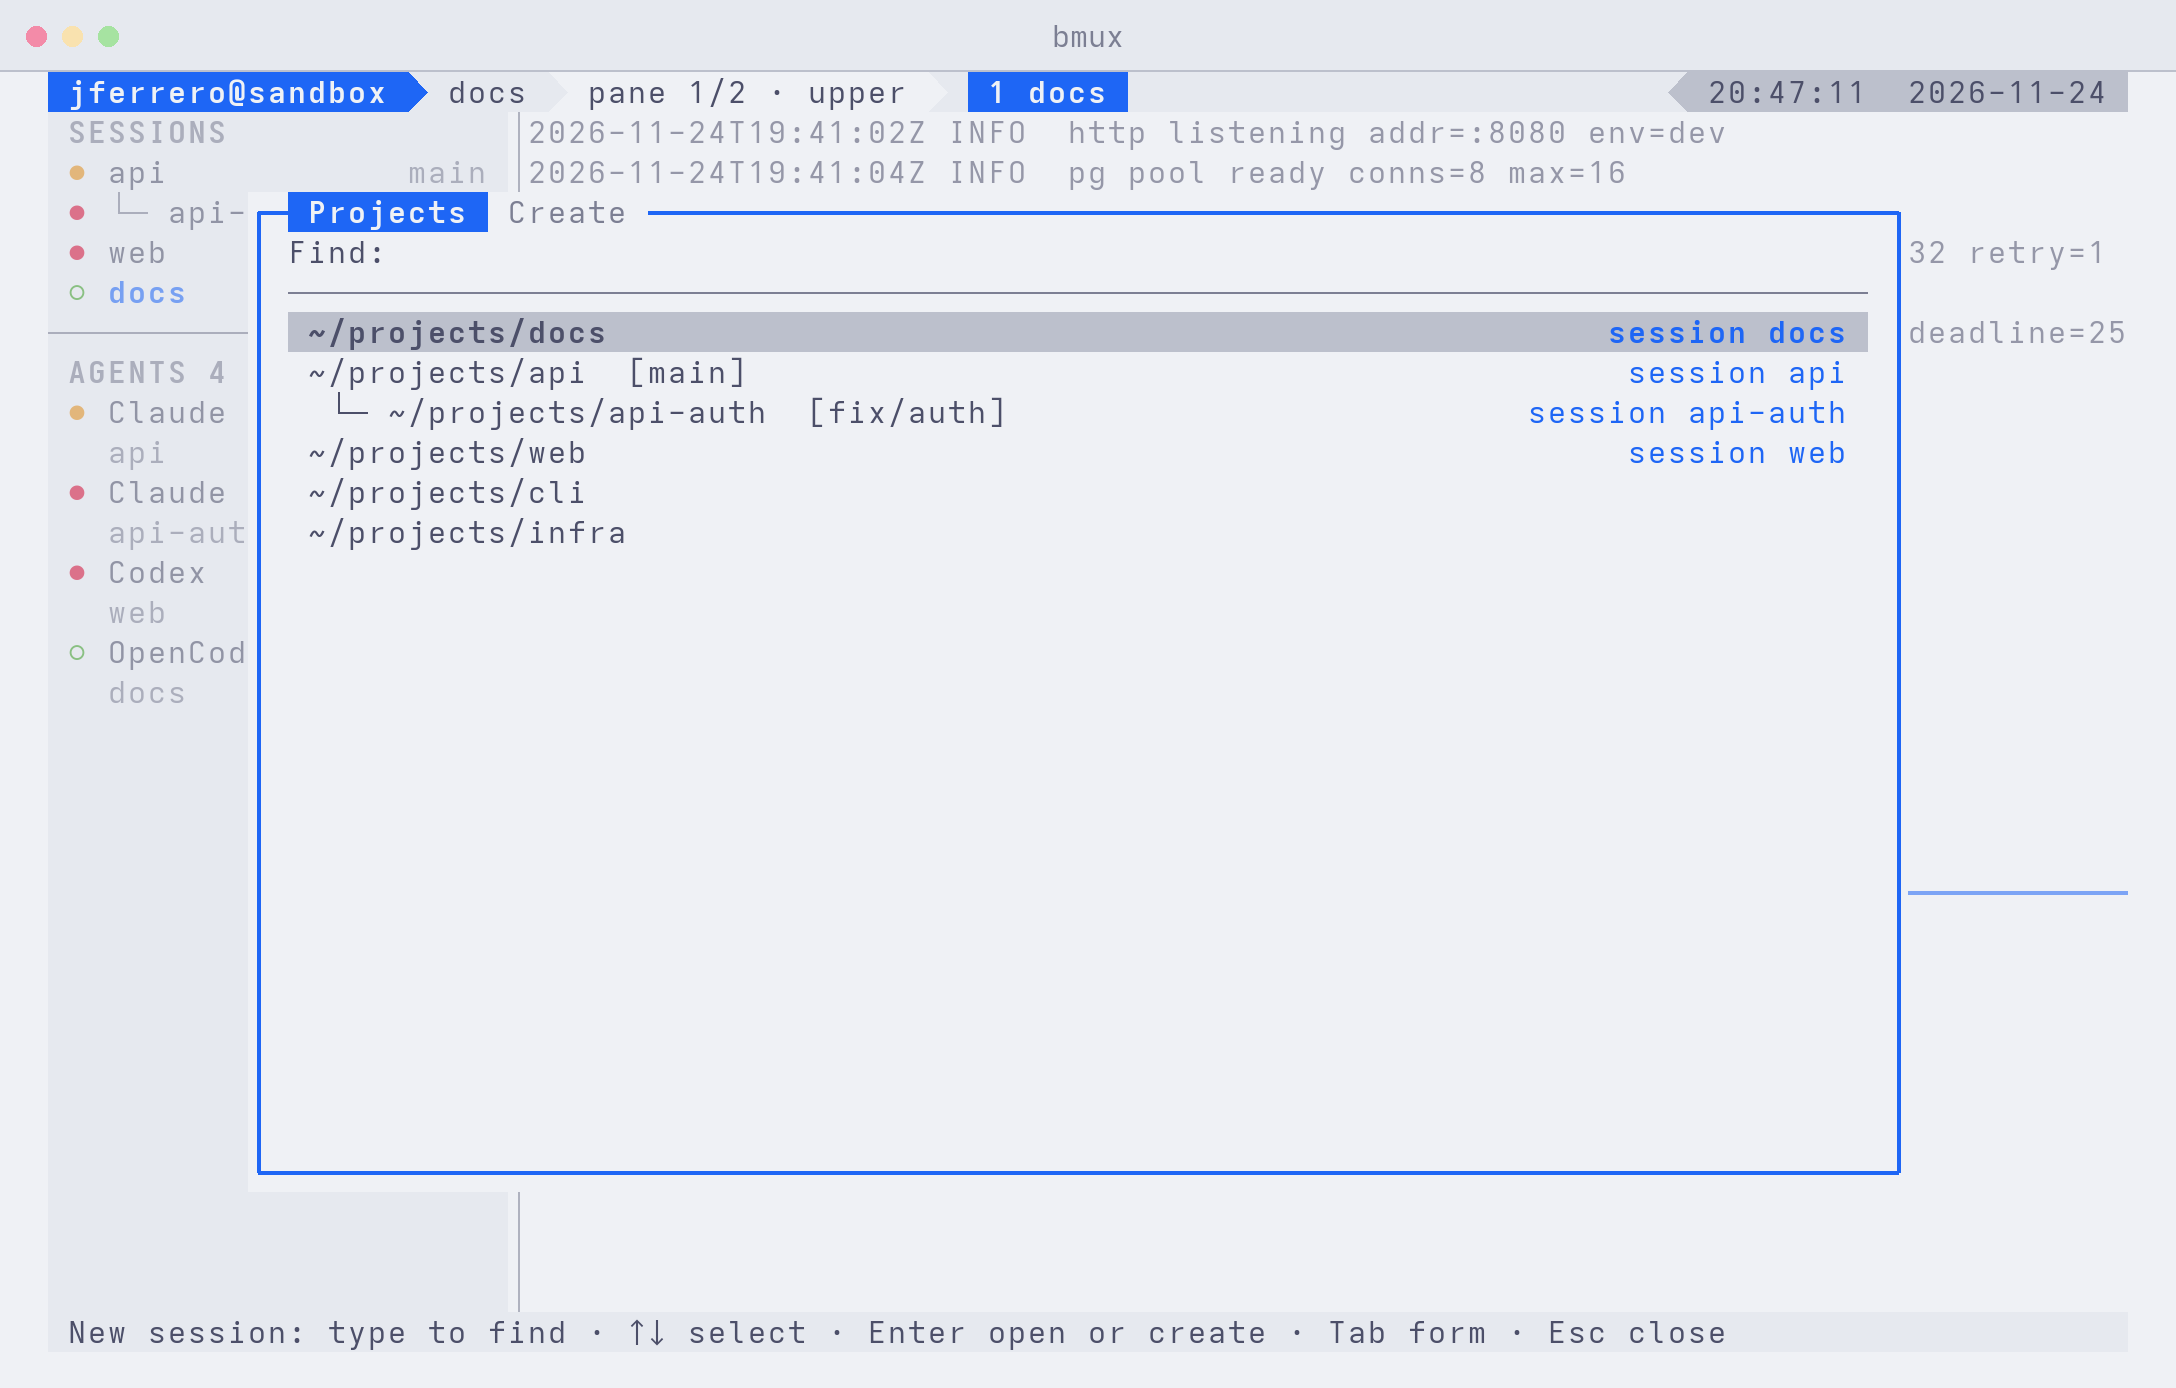 bmux
jferrero@sandbox docs pane 1/2 · upper 1 docs 20:47:11 2026-11-24
SESSIONS
2026-11-24T19:41:02Z INFO http listening addr=:8080 env=dev
● api main
2026-11-24T19:41:04Z INFO pg pool ready conns=8 max=16
● └─ api-
● web
○ docs
AGENTS 4
● Claude
api
● Claude
api-aut
● Codex
web
○ OpenCod
docs
Projects Create
Find:
~/projects/docs session docs
~/projects/api [main] session api
└─ ~/projects/api-auth [fix/auth] session api-auth
~/projects/web session web
~/projects/cli
~/projects/infra
32 retry=1
deadline=25
New session: type to find · ↑↓ select · Enter open or create · Tab form · Esc close